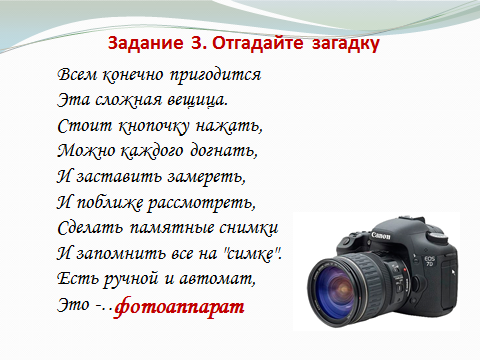 Задание 3. Отгадайте загадку
Всем конечно пригодится
Эта сложная вещица.
Стоит кнопочку нажать,
Можно каждого догнать,
И заставить замереть,
И поближе рассмотреть,
Сделать памятные снимки
И запомнить все на "симке".
Есть ручной и автомат,
Это -…фотоаппарат
Canon
EOS
7D